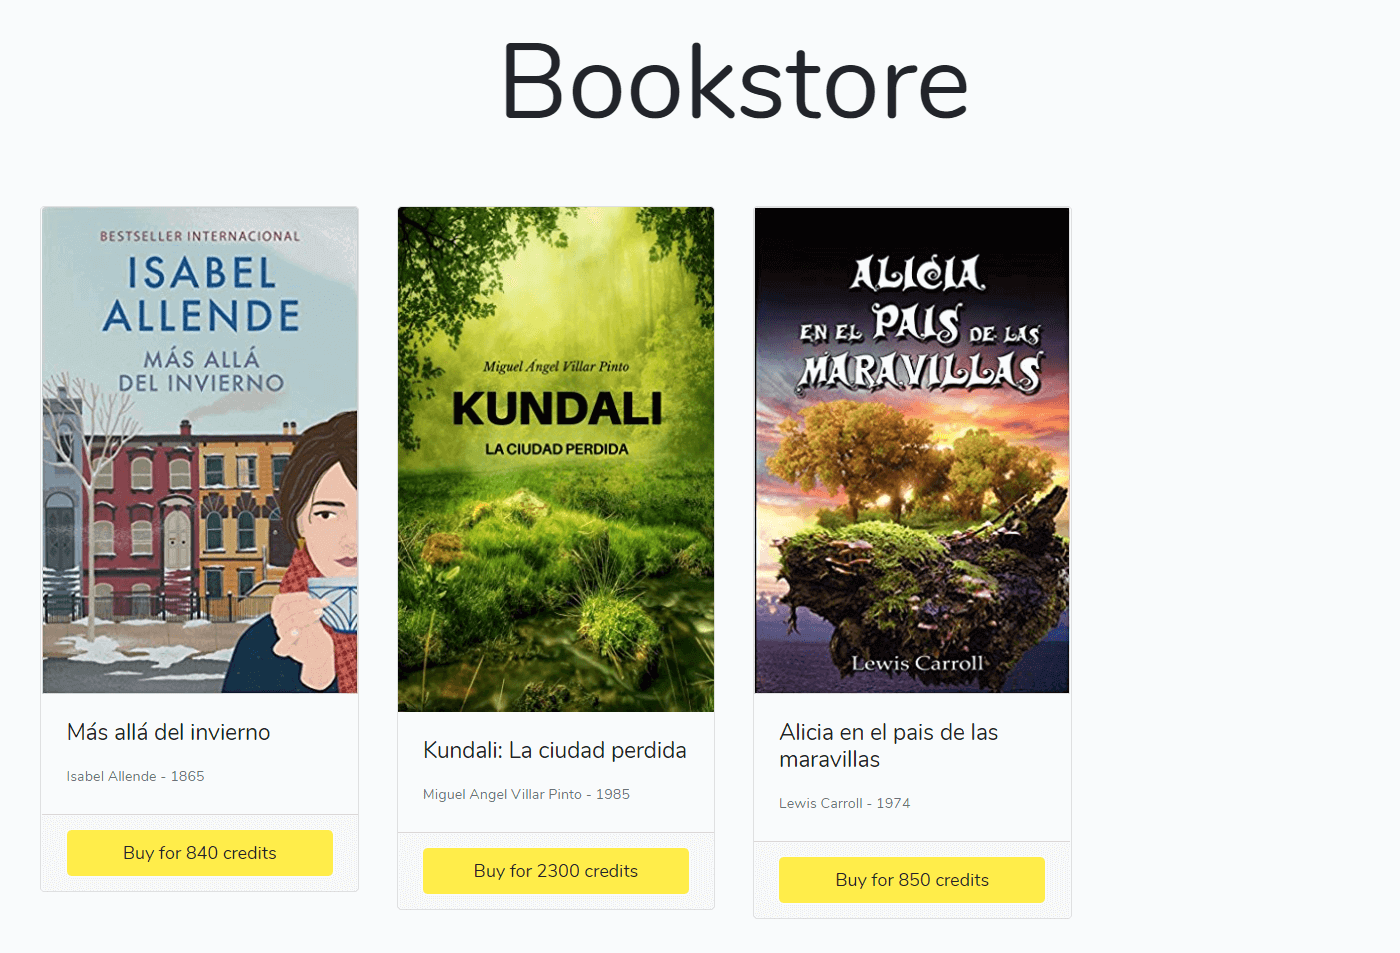 Bookstore
BESTSELLER INTERNACIONAL
ISABEL
ALLENDE
MÁS ALLÁ
DEL INVIERNO
Más allá del invierno
Isabel Allende - 1865
Buy for 840 credits
Miguel Ángel Villar Pinto
KUNDALI
LA CIUDAD PERDIDA
Kundali: La ciudad perdida
Miguel Angel Villar Pinto - 1985
Buy for 2300 credits
ALICIA
EN EL PAIS DE LAS
MARAVILLAS
Lewis Carroll
Alicia en el pais de las
maravillas
Lewis Carroll - 1974
Buy for 850 credits